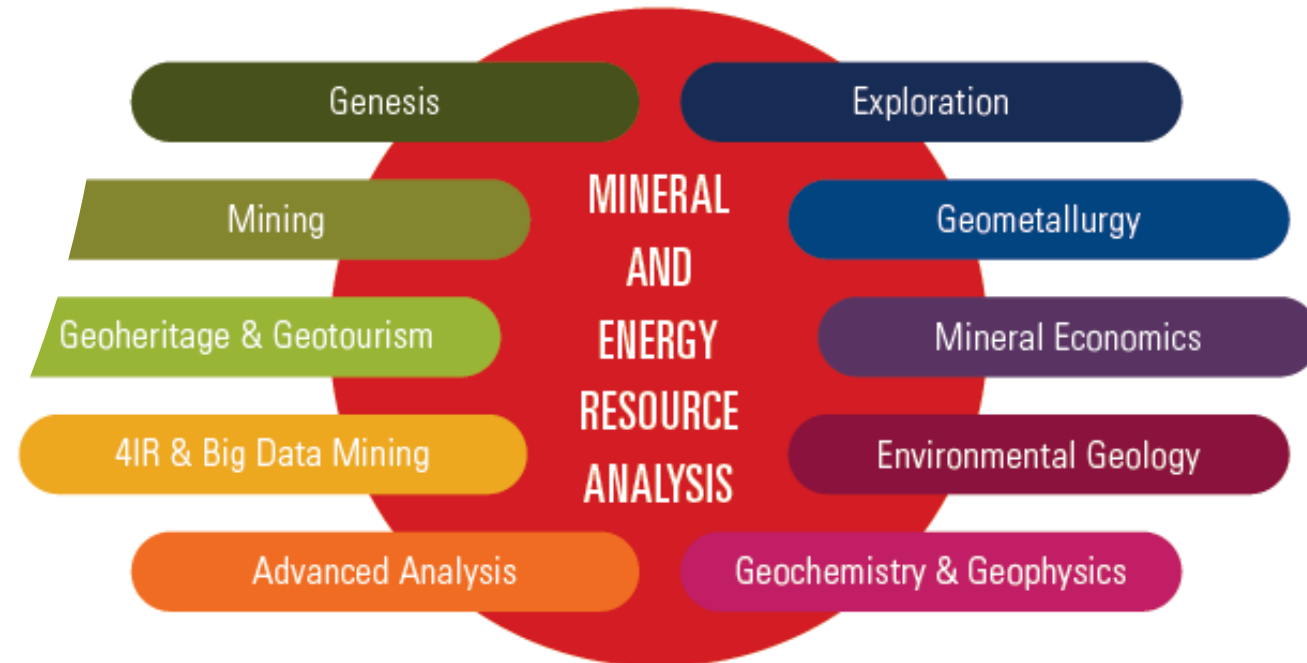 Genesis
Exploration
Mining
Geometallurgy
Geoheritage & Geotourism
Mineral Economics
4IR & Big Data Mining
Environmental Geology
Advanced Analysis
Geochemistry & Geophysics
MINERAL
AND
ENERGY
RESOURCE
ANALYSIS